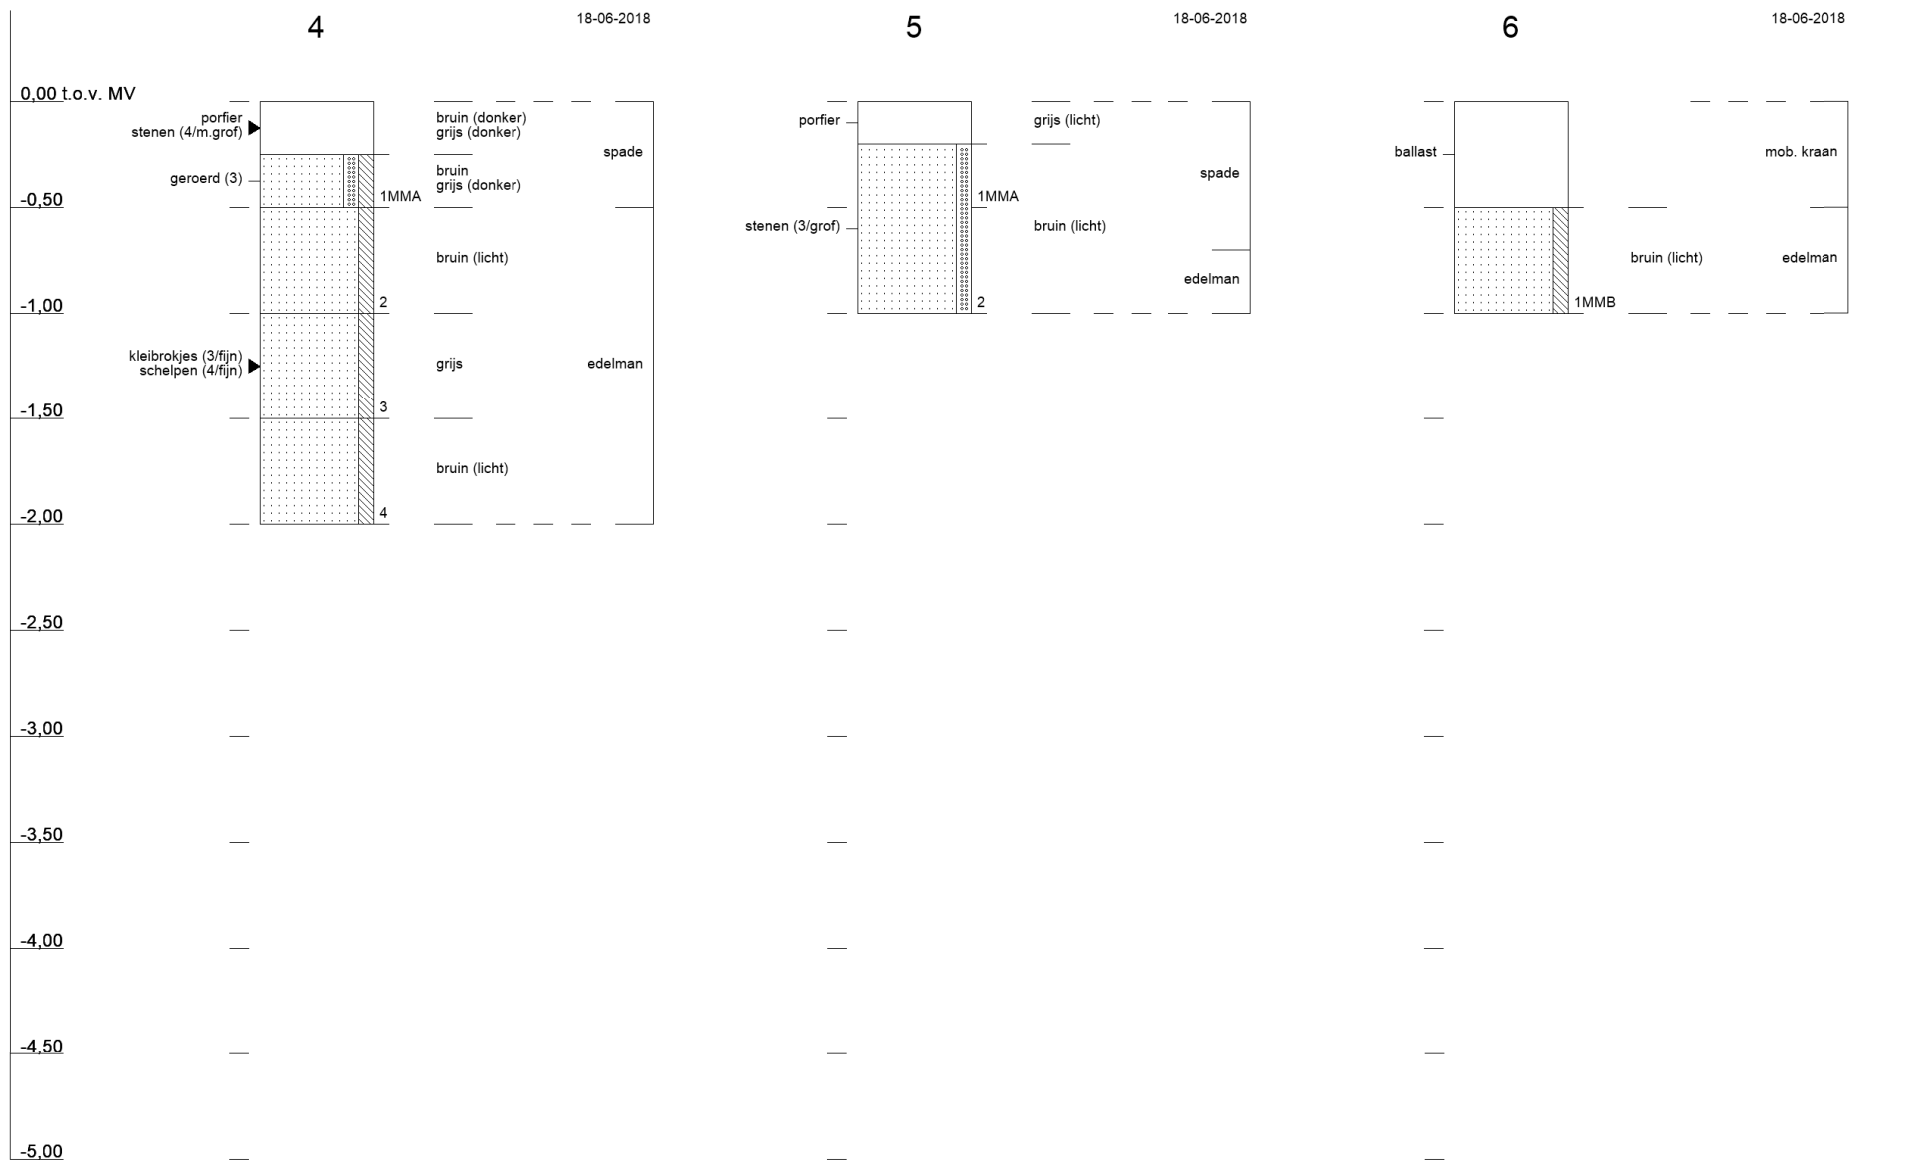 4
18-06-2018
5
18-06-2018
6
18-06-2018
0,00 t.o.v. MV
-0,50
-1,00
-1,50
-2,00
-2,50
-3,00
-3,50
-4,00
-4,50
-5,00
porfier
stenen (4/m.grof)
geroerd (3)
kleibrokjes (3/fijn)
schelpen (4/fijn)
1MMA
2
3
4
bruin (donker)
grijs (donker)
bruin
grijs (donker)
bruin (licht)
grijs
bruin (licht)
spade
edelman
porfier
stenen (3/grof)
1MMA
2
grijs (licht)
bruin (licht)
spade
edelman
ballast
1MMB
bruin (licht)
mob. kraan
edelman